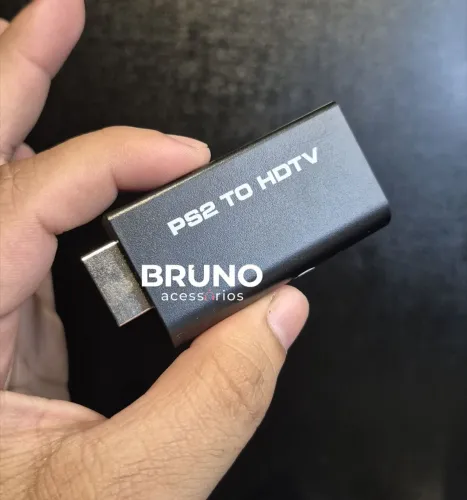 PS2 TO HDTV
BRUNO
acessórios